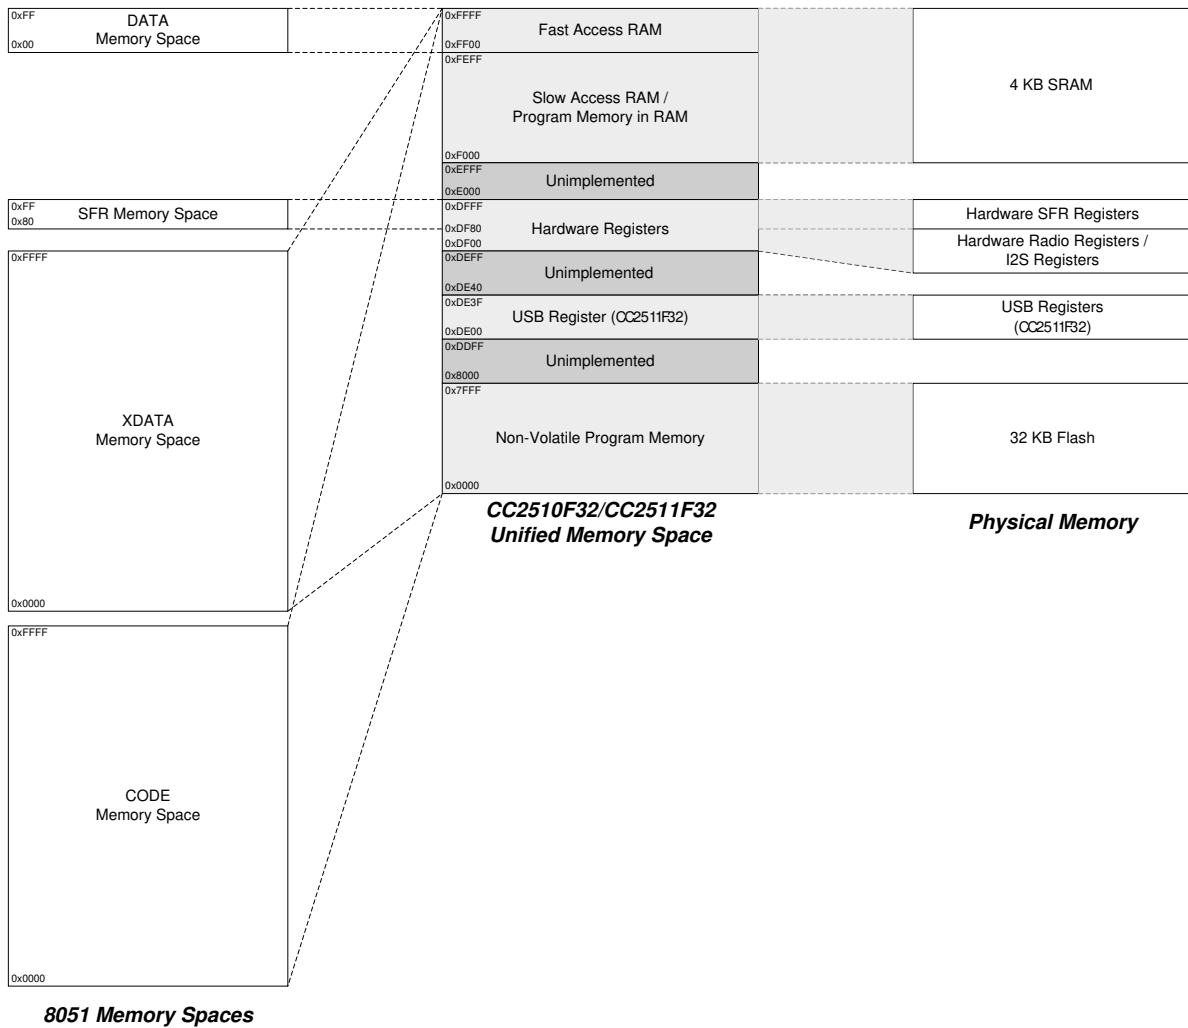 0xFF
DATA
Memory Space
0x00
0xFF
SFR Memory Space
0x80
0xFFFF
XDATA
Memory Space
0x0000
0xFFFF
CODE
Memory Space
0x0000
8051 Memory Spaces
0xFFFF
Fast Access RAM
0xFF00
0xFEFF
Slow Access RAM /
Program Memory in RAM
0xF000
0xEFFF
Unimplemented
0xE000
0xDFFF
Hardware Registers
0xDF80
0xDF00
0xDEFF
Unimplemented
0xDE40
0xDE3F
USB Register (CC2511F32)
0xDE00
0xDDFF
Unimplemented
0x8000
0x7FFF
Non-Volatile Program Memory
0x0000
CC2510F32/CC2511F32
Unified Memory Space
4 KB SRAM
Hardware SFR Registers
Hardware Radio Registers /
I2S Registers
USB Registers
(CC2511F32)
32 KB Flash
Physical Memory